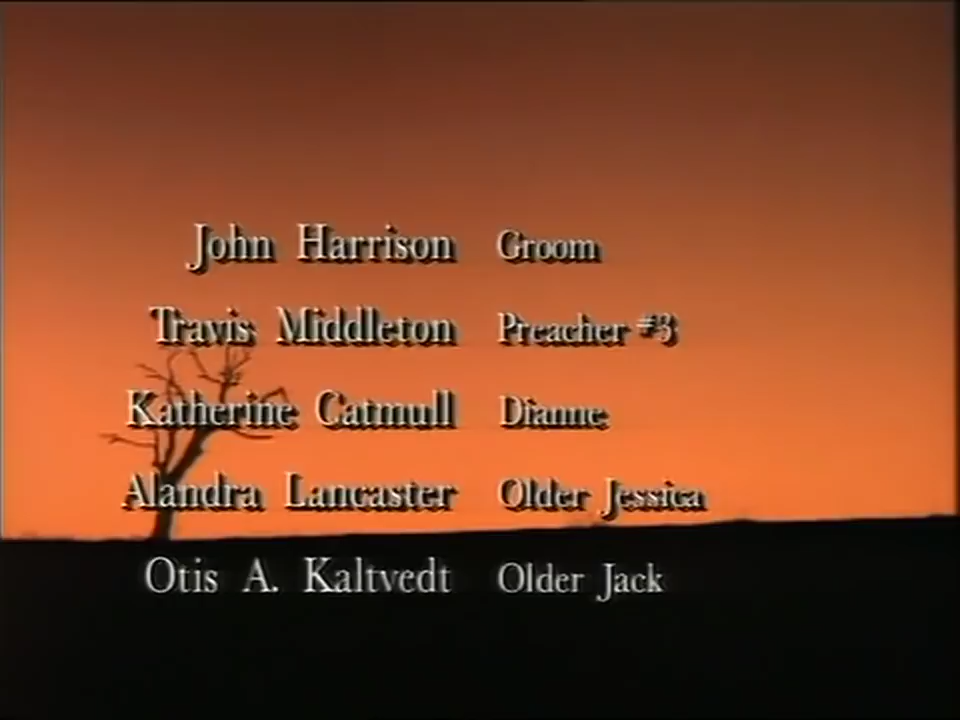 John Harrison Groom
Travis Middleton Preacher #3
Katherine Catmull Dianne
Alandra Lancaster Older Jessica
Otis A. Kaltvedt Older Jack